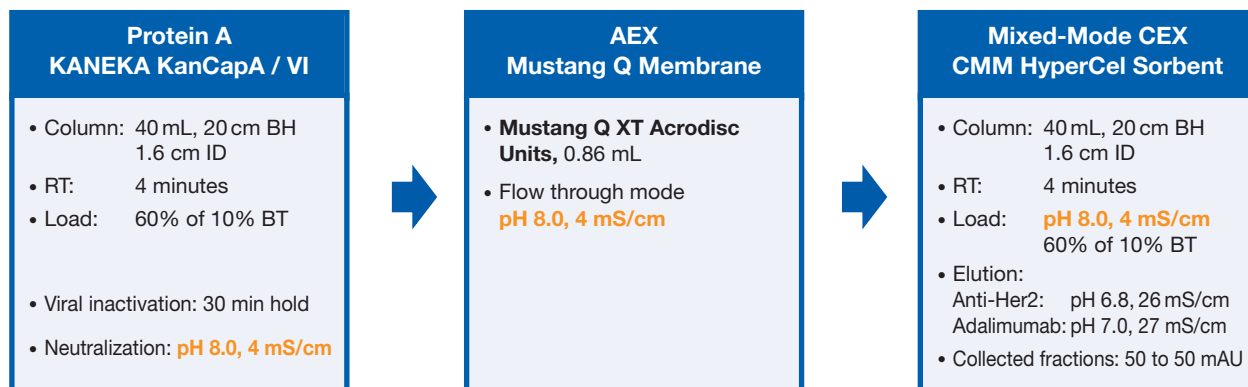 Protein A
KANEKA KanCapA / VI
• Column: 40 mL, 20 cm BH
1.6 cm ID
• RT: 4 minutes
• Load: 60% of 10% BT
• Viral inactivation: 30 min hold
• Neutralization: pH 8.0, 4 mS/cm
AEX
Mustang Q Membrane
• Mustang Q XT Acrodisc
Units, 0.86 mL
• Flow through mode
pH 8.0, 4 mS/cm
Mixed-Mode CEX
CMM HyperCel Sorbent
• Column: 40 mL, 20 cm BH
1.6 cm ID
• RT: 4 minutes
• Load: pH 8.0, 4 mS/cm
60% of 10% BT
• Elution:
Anti-Her2: pH 6.8, 26 mS/cm
Adalimumab: pH 7.0, 27 mS/cm
• Collected fractions: 50 to 50 mAU